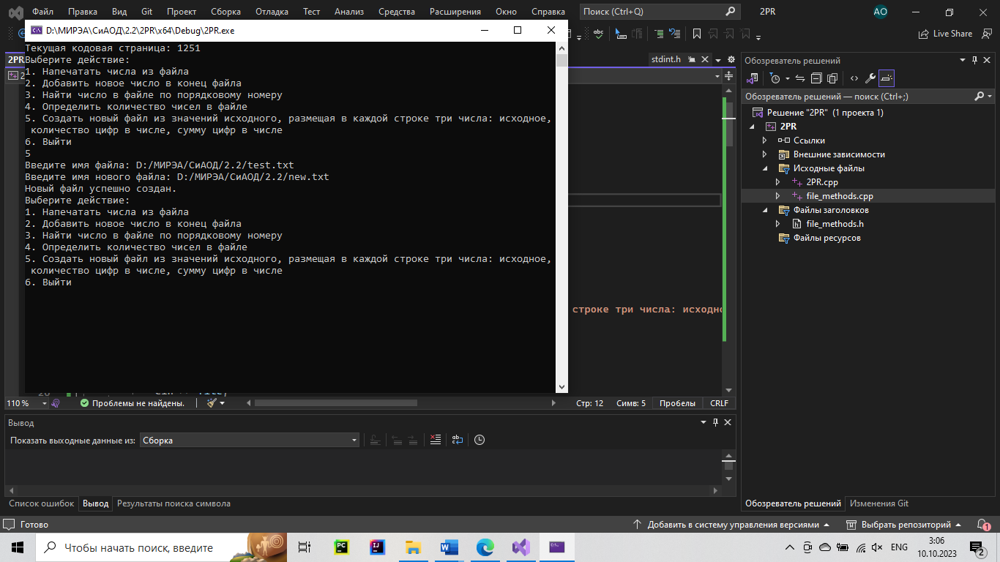 Файл Правка Вид Git Проект Сборка Отладка Тест Анализ Средства Расширения Окно Справка Поиск (Ctrl+Q) 2PR AO
D:\МИРЭА\СиАОД\2.2\2PR\x64\Debug\2PR.exe
Live Share
Текущая кодовая страница: 1251
Выберите действие:
1. Напечатать числа из файла
2. Добавить новое число в конец файла
3. Найти число в файле по порядковому номеру
4. Определить количество чисел в файле
5. Создать новый файл из значений исходного, размещая в каждой строке три числа: исходное,
количество цифр в числе, сумму цифр в числе
6. Выйти
5
Введите имя файла: D:/МИРЭА/СиАОД/2.2/test.txt
Введите имя нового файла: D:/МИРЭА/СиАОД/2.2/new.txt
Новый файл успешно создан.
Выберите действие:
1. Напечатать числа из файла
2. Добавить новое число в конец файла
3. Найти число в файле по порядковому номеру
4. Определить количество чисел в файле
5. Создать новый файл из значений исходного, размещая в каждой строке три числа: исходное,
количество цифр в числе, сумму цифр в числе
6. Выйти
2PR
2
stdint.h
строке три числа: исходно
110 % Проблемы не найдены. Стр: 12 Симв: 5 Пробелы CRLF
Вывод
Показать выходные данные из: Сборка
Список ошибок Вывод Результаты поиска символа
Обозреватель решений
Обозреватель решений — поиск (Ctrl+;)
Решение "2PR" (1 проекта 1)
2PR
Ссылки
Внешние зависимости
Исходные файлы
2PR.cpp
file_methods.cpp
Файлы заголовков
file_methods.h
Файлы ресурсов
Обозреватель решений Изменения Git
Готово Добавить в систему управления версиями Выбрать репозиторий 1
Чтобы начать поиск, введите PC IJ W ENG 3:06
10.10.2023 2